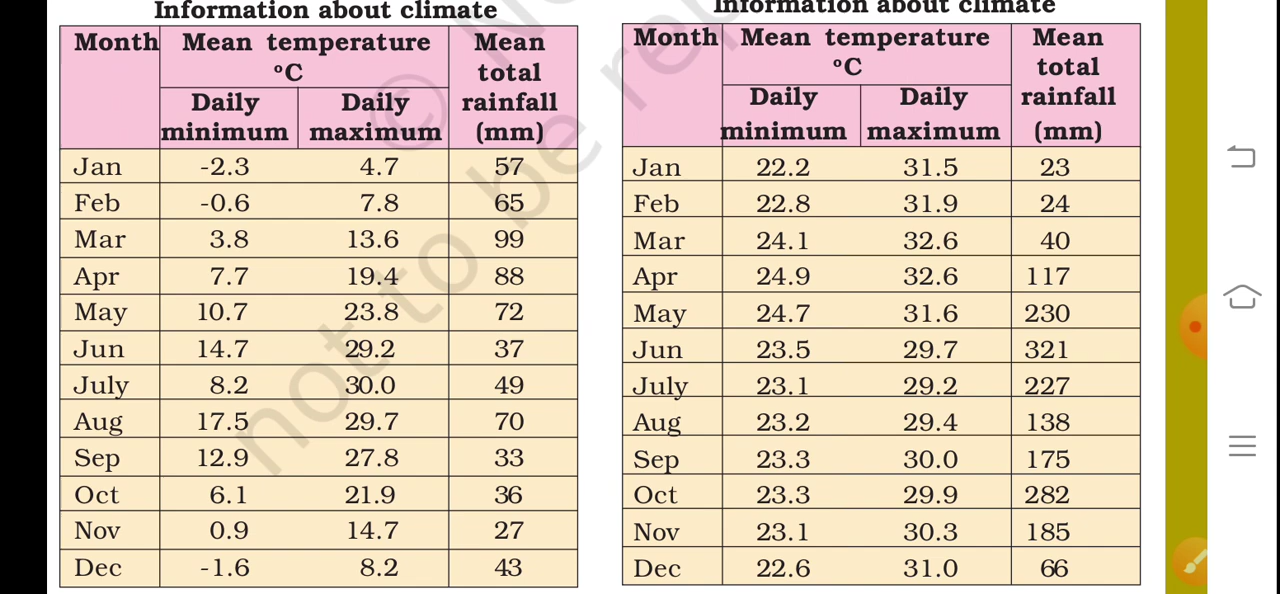 Information about climate
Month Mean temperature °C Mean total rainfall (mm)
Daily minimum Daily maximum
Jan -2.3 4.7 57
Feb -0.6 7.8 65
Mar 3.8 13.6 99
Apr 7.7 19.4 88
May 10.7 23.8 72
Jun 14.7 29.2 37
July 8.2 30.0 49
Aug 17.5 29.7 70
Sep 12.9 27.8 33
Oct 6.1 21.9 36
Nov 0.9 14.7 27
Dec -1.6 8.2 43
Information about climate
Month Mean temperature °C Mean total rainfall (mm)
Daily minimum Daily maximum
Jan 22.2 31.5 23
Feb 22.8 31.9 24
Mar 24.1 32.6 40
Apr 24.9 32.6 117
May 24.7 31.6 230
Jun 23.5 29.7 321
July 23.1 29.2 227
Aug 23.2 29.4 138
Sep 23.3 30.0 175
Oct 23.3 29.9 282
Nov 23.1 30.3 185
Dec 22.6 31.0 66
©
not to be